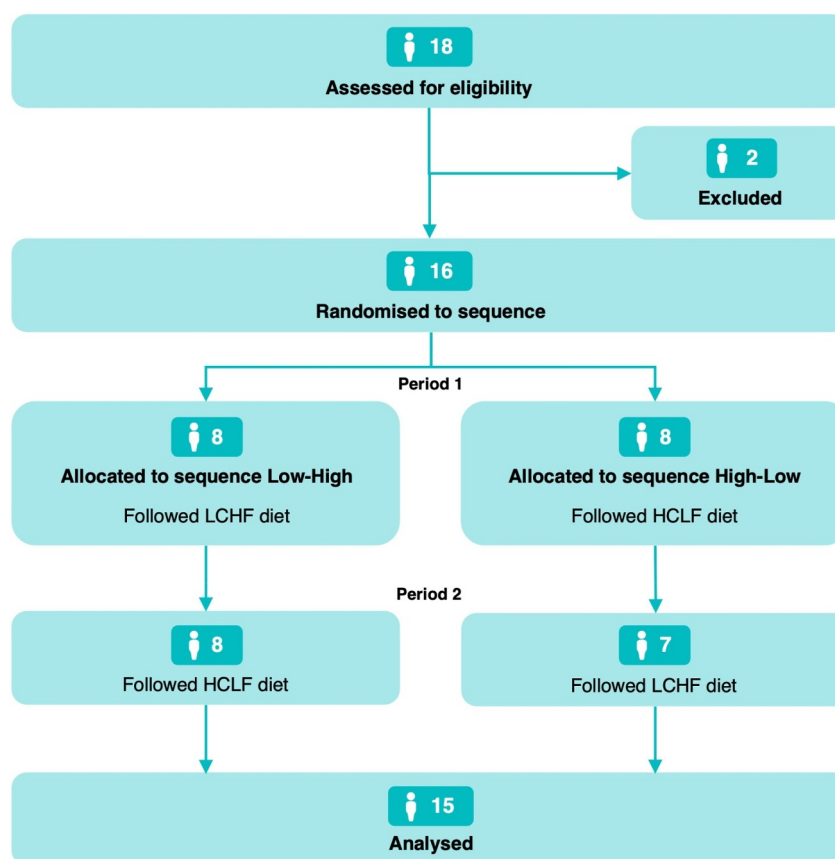 18
Assessed for eligibility
2
Excluded
16
Randomised to sequence
Period 1
8
Allocated to sequence Low-High
Followed LCHF diet
8
Allocated to sequence High-Low
Followed HCLF diet
Period 2
8
Followed HCLF diet
7
Followed LCHF diet
15
Analysed